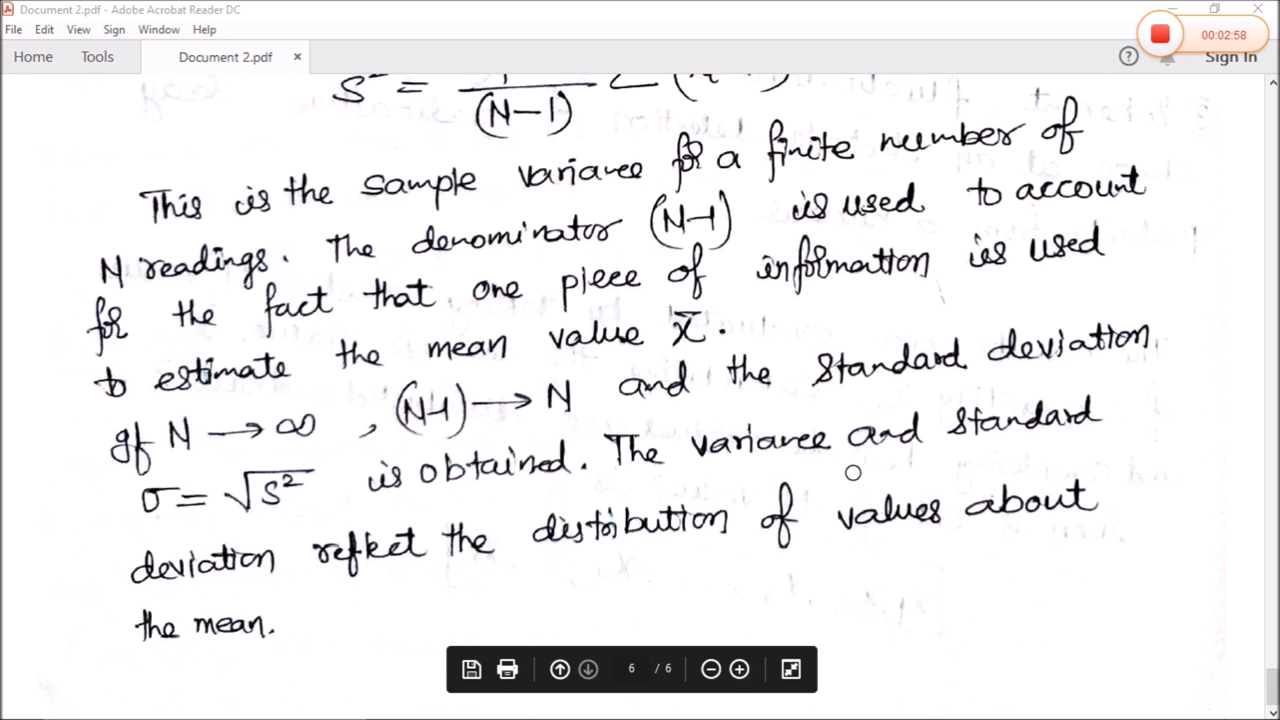 Document 2.pdf - Adobe Acrobat Reader DC
File Edit View Sign Window Help
00:02:58
Home Tools Document 2.pdf × Sign In
S² =
(N-1)
This is the sample variance for a finite number of
N readings. The denominator (N-1) is used to account
for the fact that one piece of information is used
to estimate the mean value x̅.
If N → ∞, (N-1) → N and the standard deviation
σ = √S² is obtained. The variance and standard
deviation reflect the distribution of values about
the mean.
6 / 6